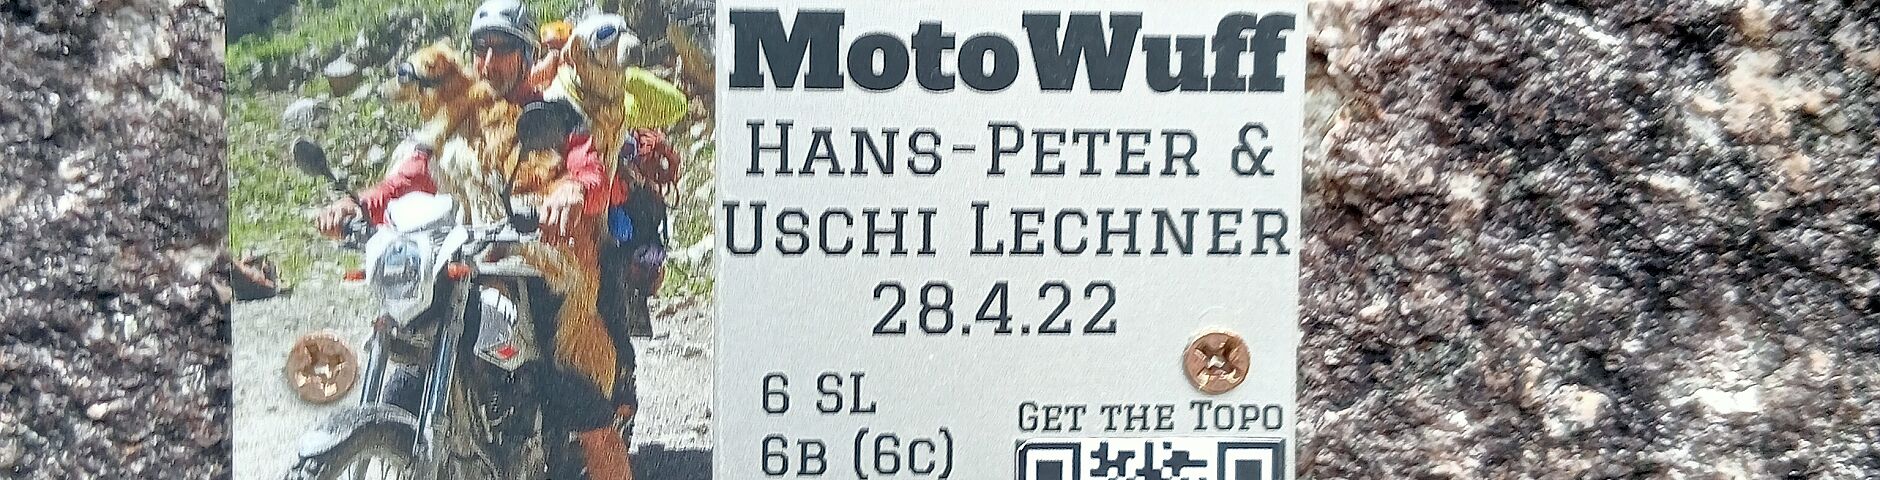 MotoWuff
Hans-Peter &
Uschi Lechner
28.4.22
6 SL
6b (6c)
Get the Topo